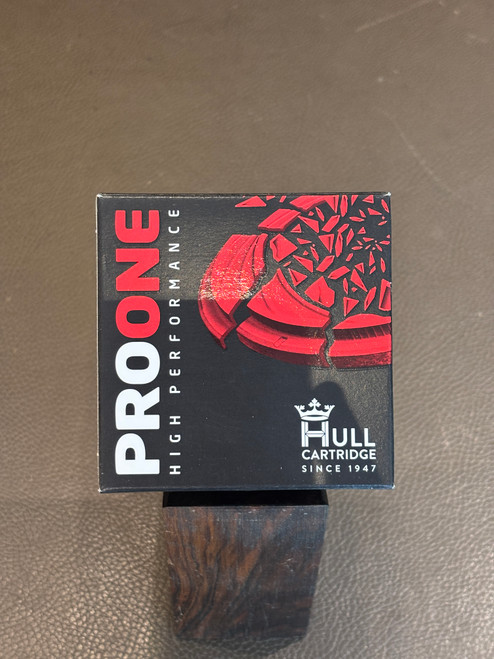 PROONE
HIGH PERFORMANCE
HULL
CARTRIDGE
SINCE 1947